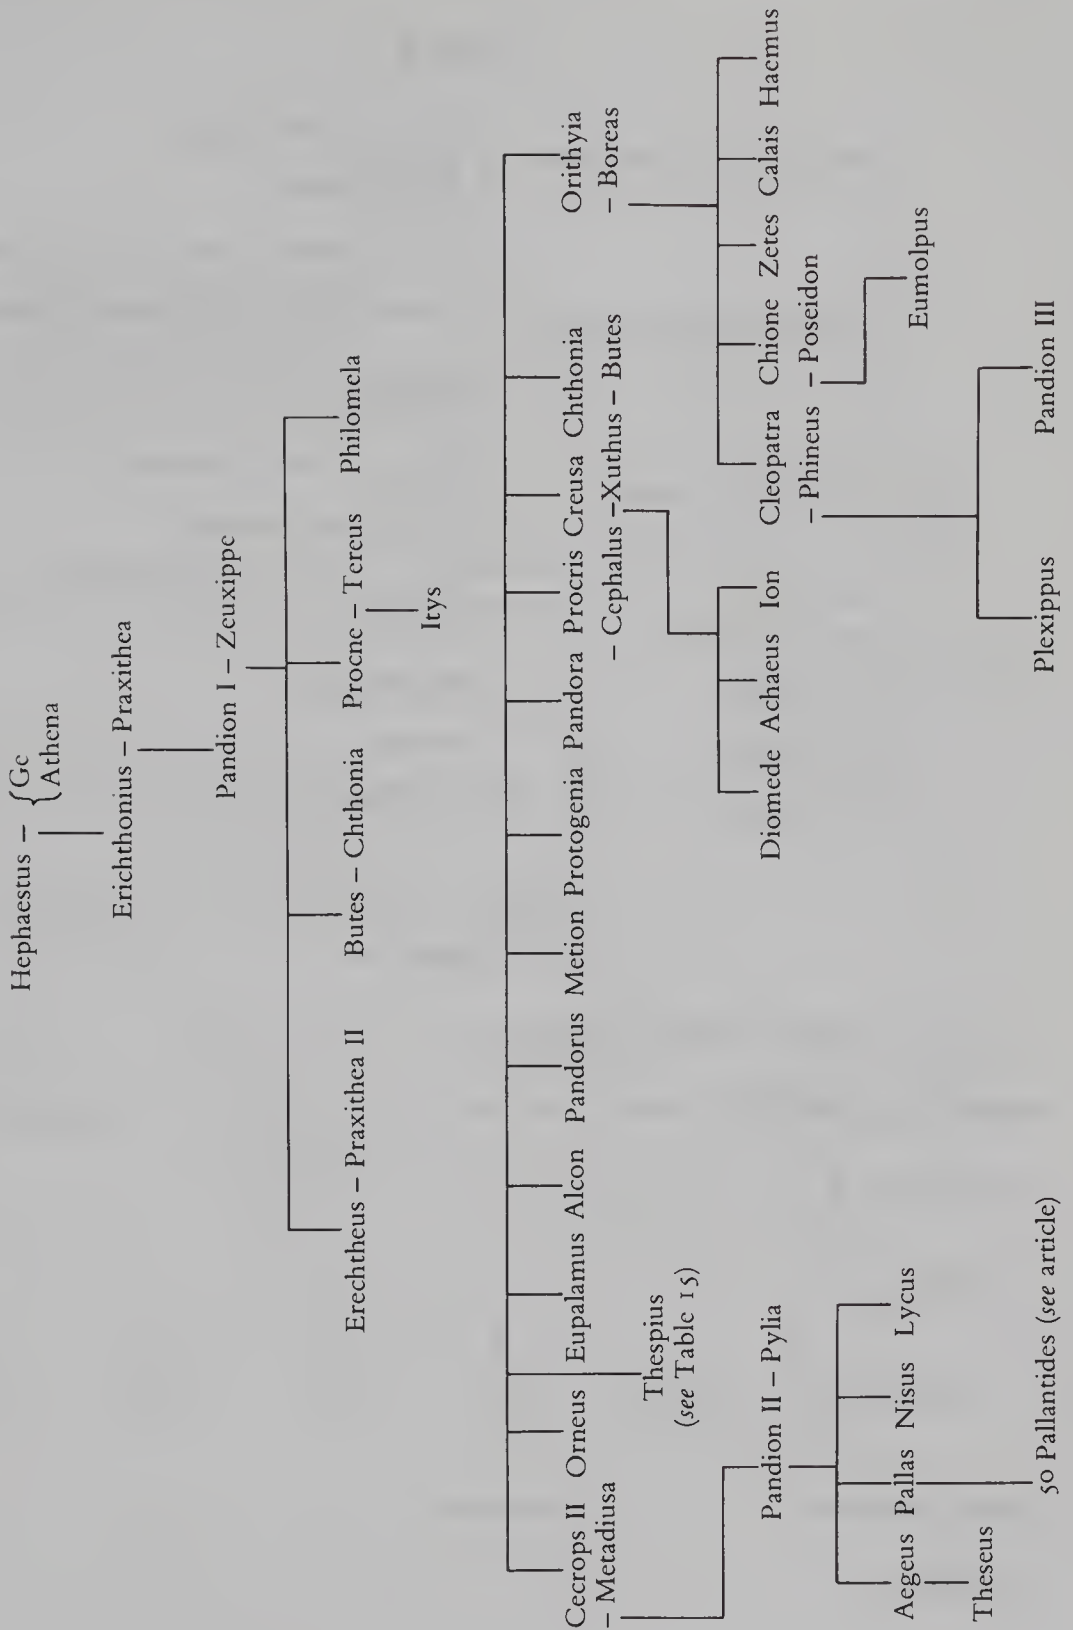 Hephaestus – { Ge
Athena
Erichthonius – Praxithea
Pandion I – Zeuxippe
Erechtheus – Praxithea II Butes – Chthonia Procne – Tereus Philomela
Itys
Cecrops II Orneus Eupalamus Alcon Pandorus Metion Protogenia Pandora Procris Creusa Chthonia Orithyia
– Metadiusa – Cephalus –Xuthus – Butes – Boreas
Thespius
(see Table 15)
Pandion II – Pylia Diomede Achaeus Ion Cleopatra Chione Zetes Calais Haemus
– Phineus – Poseidon
Aegeus Pallas Nisus Lycus Eumolpus
Theseus
50 Pallantides (see article) Plexippus Pandion III